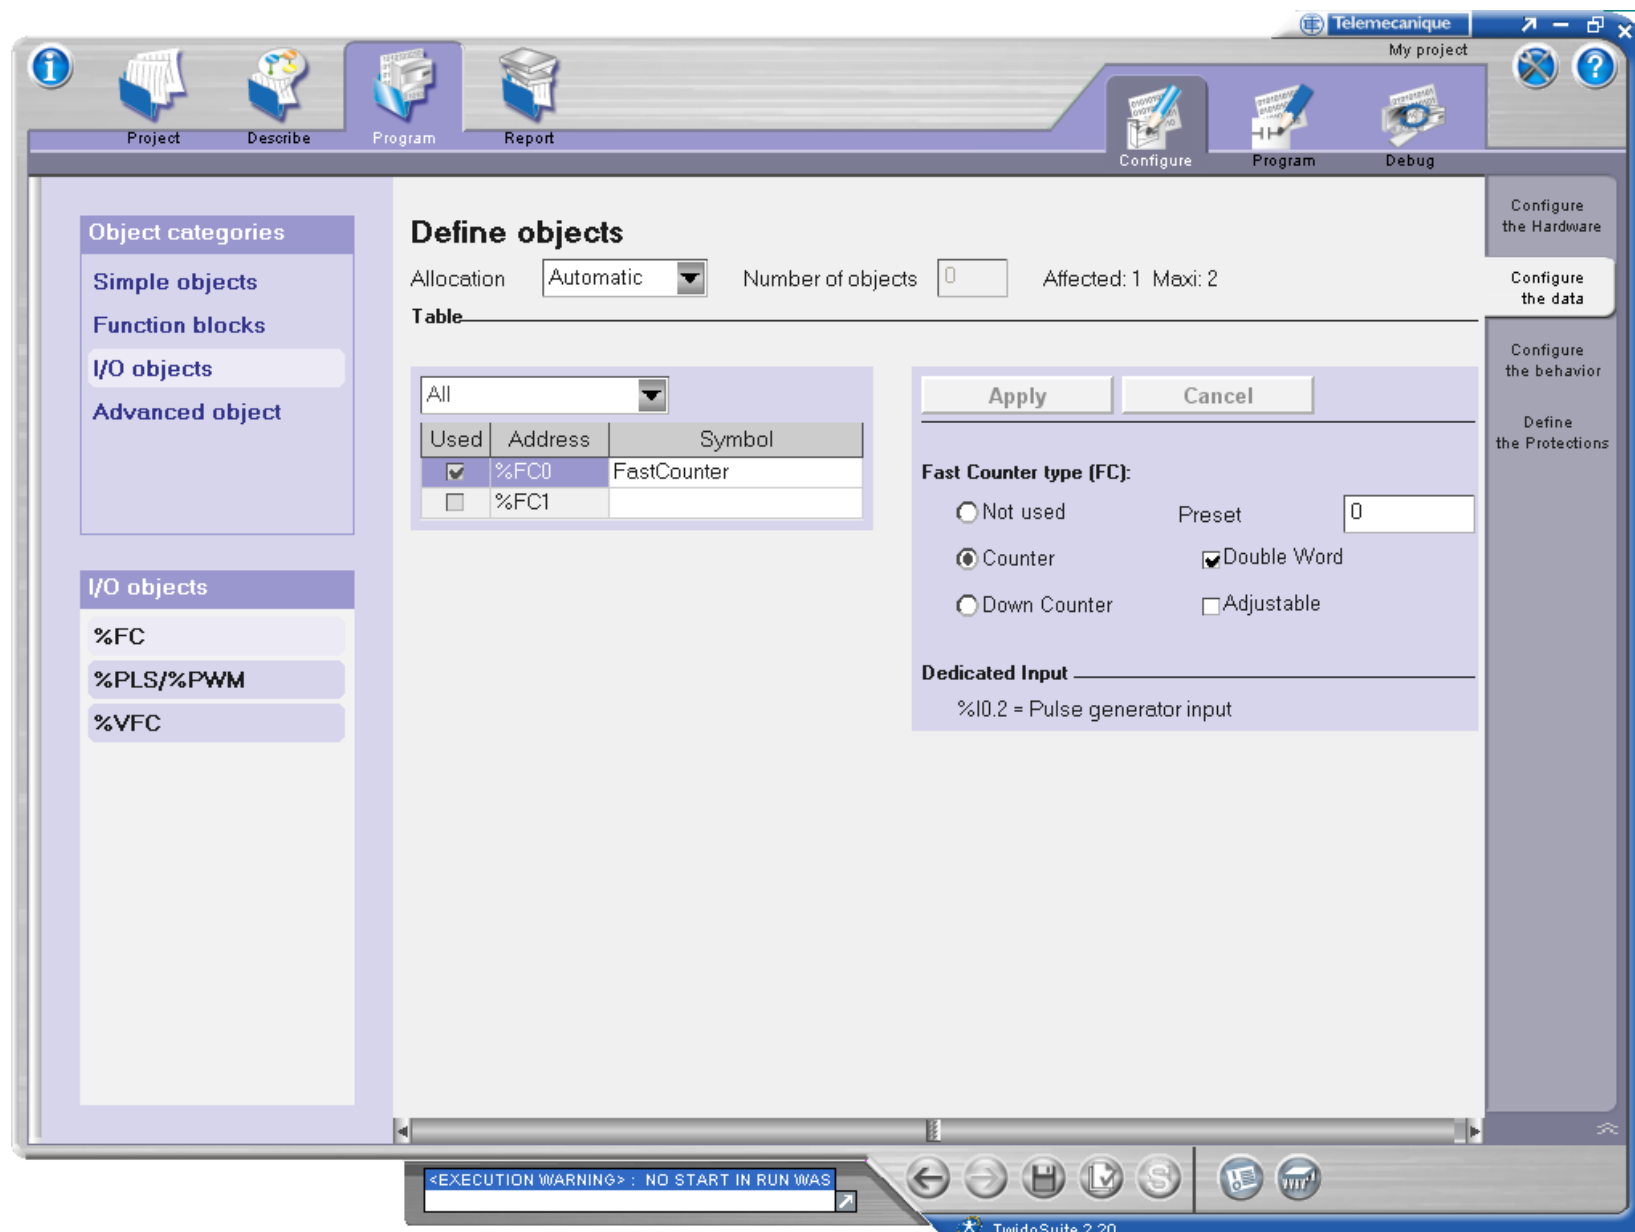 Telemecanique
My project
Project
Describe
Program
Report
Configure
Program
Debug
Object categories
Simple objects
Function blocks
I/O objects
Advanced object
I/O objects
%FC
%PLS/%PWM
%VFC
Define objects
Allocation Automatic Number of objects 0 Affected: 1 Maxi: 2
Table
All
Used Address Symbol
%FC0 FastCounter
%FC1
Apply Cancel
Fast Counter type (FC):
Not used Preset 0
Counter Double Word
Down Counter Adjustable
Dedicated Input
%I0.2 = Pulse generator input
Configure
the Hardware
Configure
the data
Configure
the behavior
Define
the Protections
<EXECUTION WARNING> : NO START IN RUN WAS
TwidoSuite 2.20